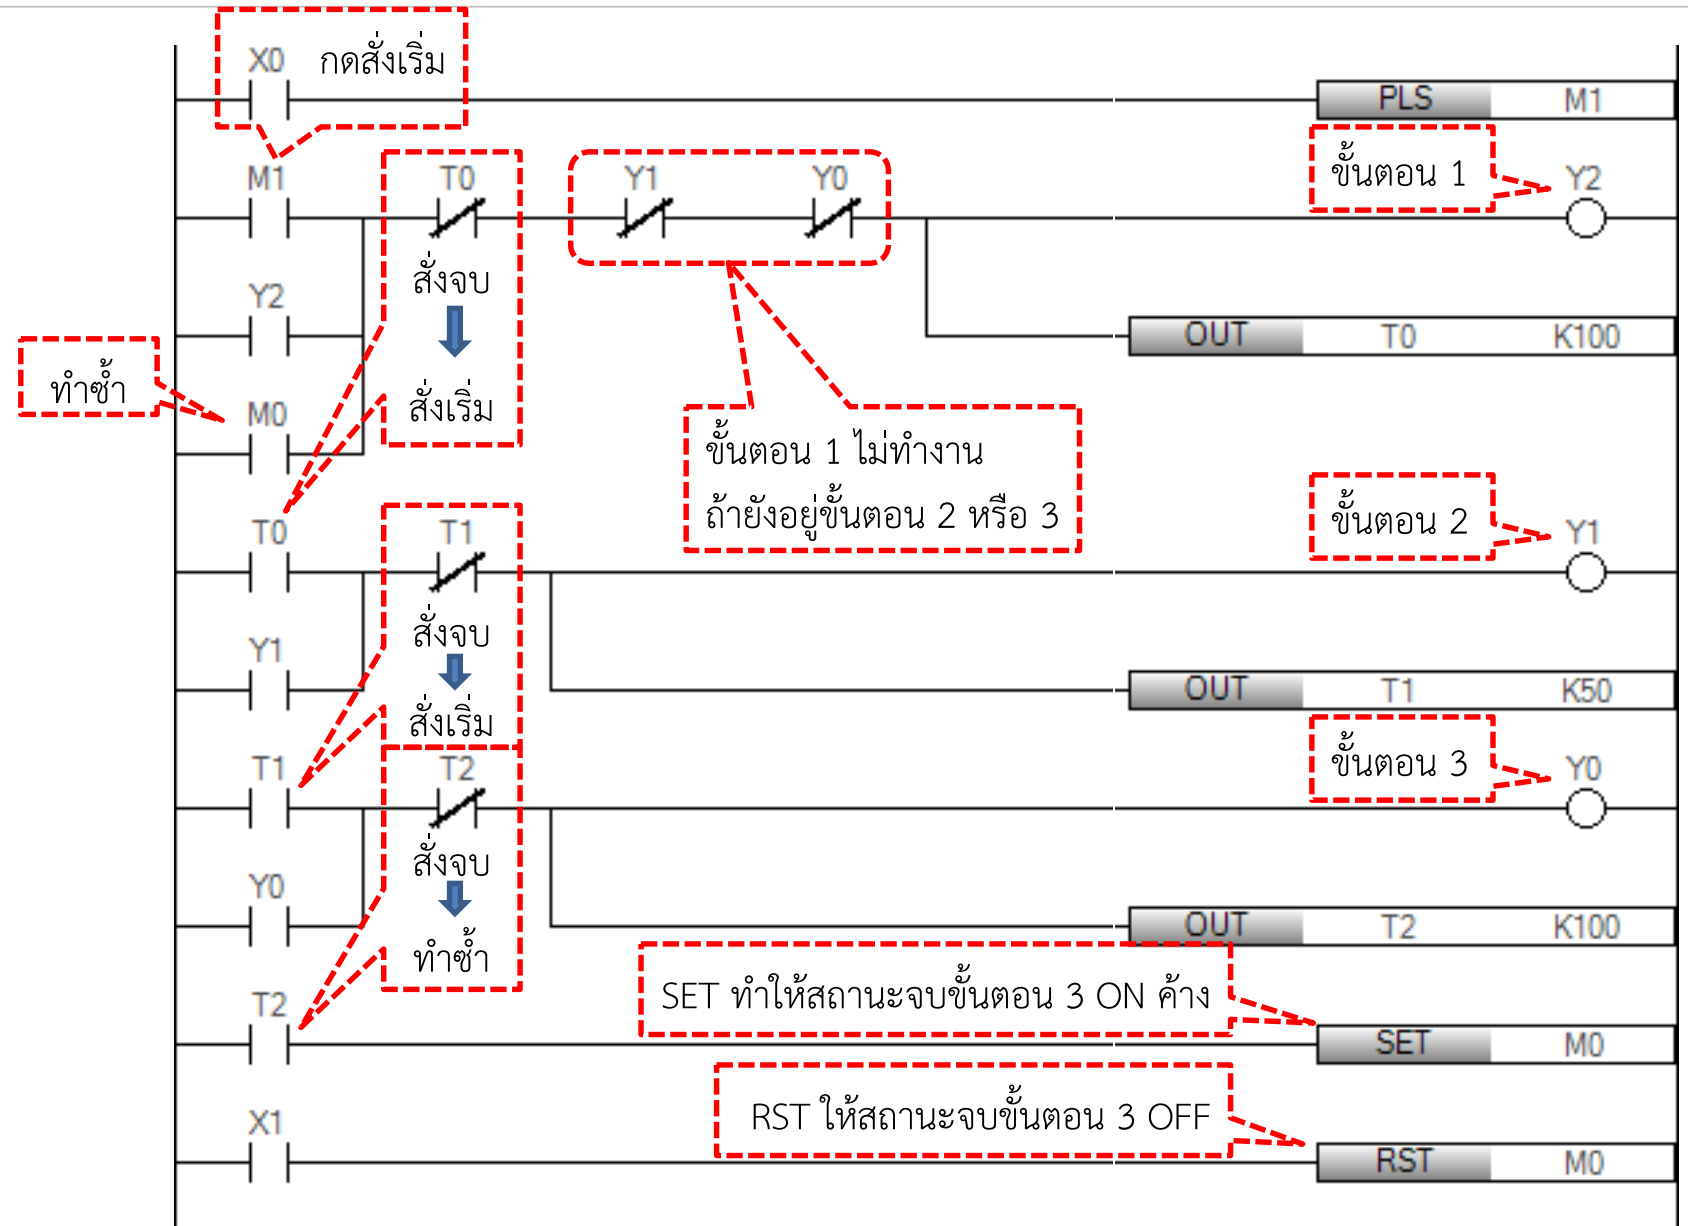 X0 กดสั่งเริ่ม
PLS M1
M1 T0 Y1 Y0 ขั้นตอน 1 Y2
สั่งจบ
Y2
OUT T0 K100
ทำซ้ำ
สั่งเริ่ม
M0
ขั้นตอน 1 ไม่ทำงาน
ถ้ายังอยู่ขั้นตอน 2 หรือ 3
T0 T1 ขั้นตอน 2 Y1
สั่งจบ
Y1
OUT T1 K50
สั่งเริ่ม
T1 T2 ขั้นตอน 3 Y0
สั่งจบ
Y0
OUT T2 K100
ทำซ้ำ
SET ทำให้สถานะจบขั้นตอน 3 ON ค้าง
T2
SET M0
RST ให้สถานะจบขั้นตอน 3 OFF
X1
RST M0